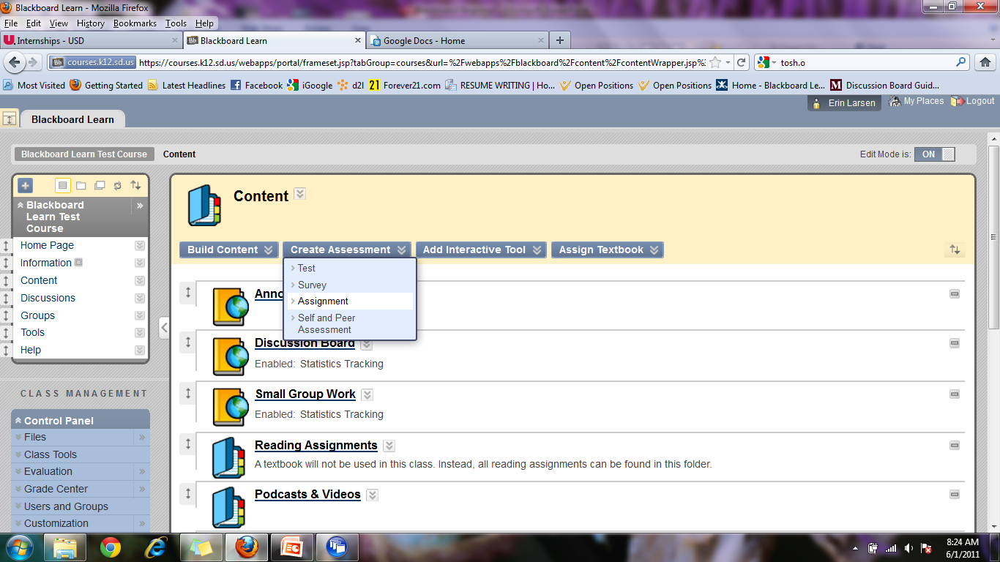 Blackboard Learn - Mozilla Firefox
File Edit View History Bookmarks Tools Help
U. Internships - USD
Bb Blackboard Learn
Google Docs - Home
Bb courses.k12.sd.us https://courses.k12.sd.us/webapps/portal/frameset.jsp?tabGroup=courses&url=%2Fwebapps%2Fblackboard%2Fcontent%2FcontentWrapper.jsp%
tosh.o
Most Visited Getting Started Latest Headlines Facebook iGoogle d2l 21 Forever21.com RESUME WRITING | Ho... Open Positions Open Positions Home - Blackboard Le... M Discussion Board Guid...
Erin Larsen My Places Logout
Blackboard Learn
Blackboard Learn Test Course Content
Edit Mode is: ON
Blackboard
Learn Test
Course
Home Page
Information
Content
Discussions
Groups
Tools
Help
CLASS MANAGEMENT
Control Panel
Files
Class Tools
Evaluation
Grade Center
Users and Groups
Customization
Content
Build Content Create Assessment Add Interactive Tool Assign Textbook
Test
Survey
Assignment
Self and Peer
Assessment
Anno
Discussion Board
Enabled: Statistics Tracking
Small Group Work
Enabled: Statistics Tracking
Reading Assignments
A textbook will not be used in this class. Instead, all reading assignments can be found in this folder.
Podcasts & Videos
8:24 AM
6/1/2011